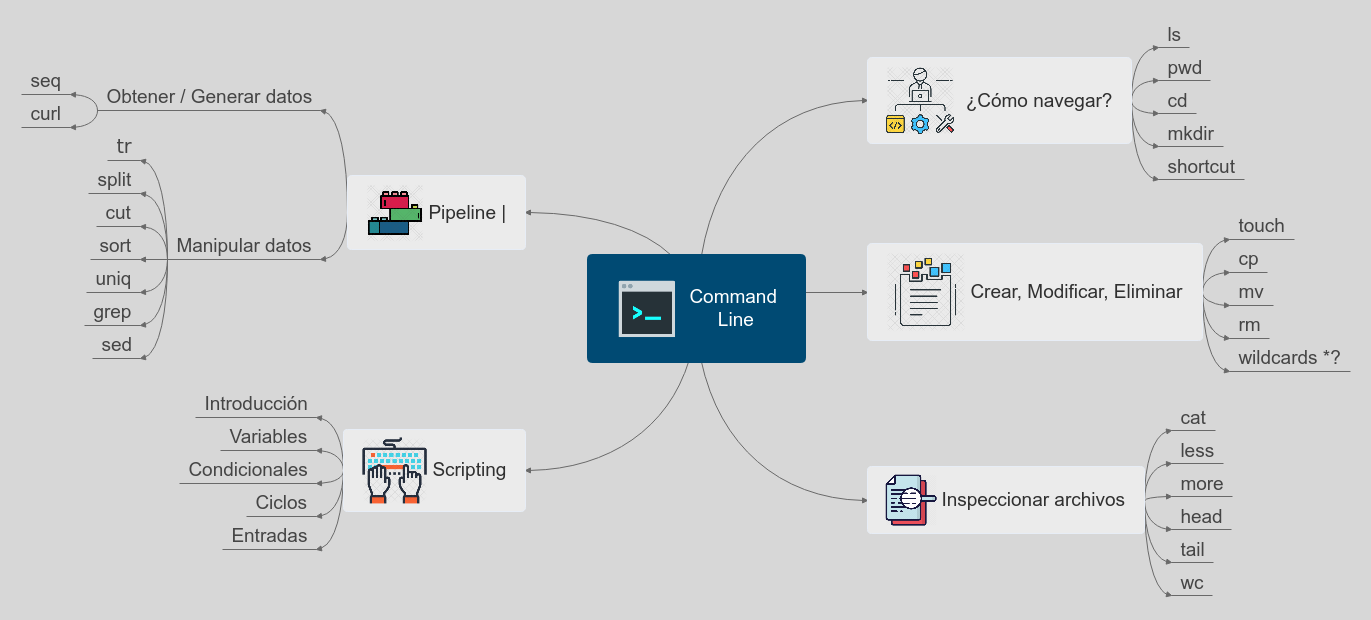 Command
Line
¿Cómo navegar?
ls
pwd
cd
mkdir
shortcut
Crear, Modificar, Eliminar
touch
cp
mv
rm
wildcards *?
Inspeccionar archivos
cat
less
more
head
tail
wc
Pipeline |
Obtener / Generar datos
seq
curl
Manipular datos
tr
split
cut
sort
uniq
grep
sed
Scripting
Introducción
Variables
Condicionales
Ciclos
Entradas